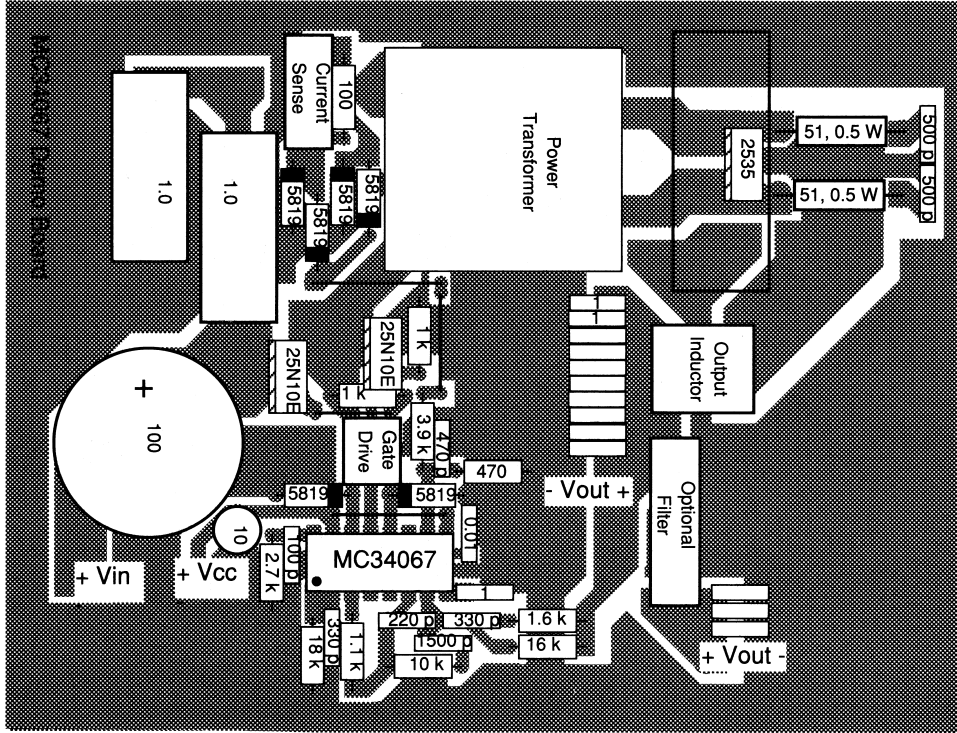 MC34067 Demo Board
Current
Sense
100
Power
Transformer
51, 0.5 W
51, 0.5 W
500 p
500 p
2535
1.0
1.0
5819
5819
5819
5819
1
1
1 k
25N10E
25N10E
Output
Inductor
1 k
+
100
Gate
Drive
3.9 k
470 p
470
5819
5819
- Vout +
Optional
Filter
10
0.01
+ Vin
+ Vcc
2.7 k
100 p
MC34067
1
220 p
330 p
1.6 k
16 k
18 k
330 p
1.1 k
1500 p
10 k
+ Vout -